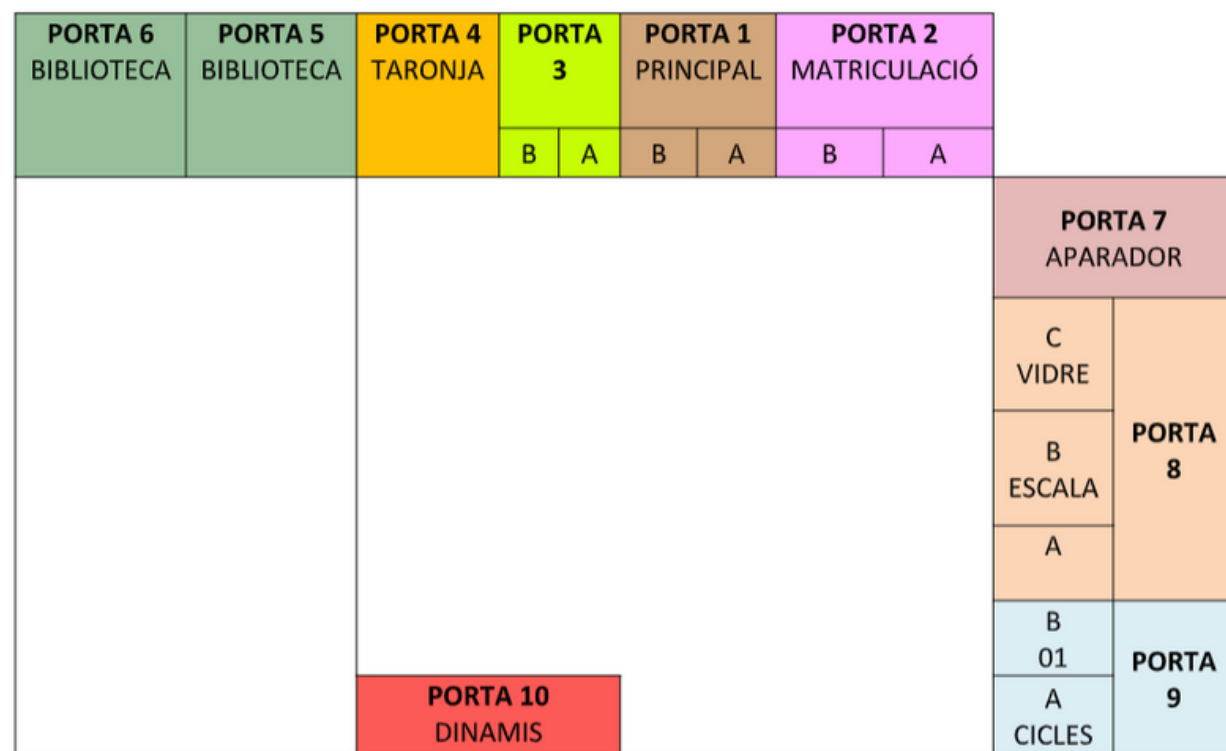 PORTA 6
BIBLIOTECA
PORTA 5
BIBLIOTECA
PORTA 4
TARONJA
PORTA
3
B
A
PORTA 1
PRINCIPAL
B
A
PORTA 2
MATRICULACIÓ
B
A
PORTA 7
APARADOR
C
VIDRE
B
ESCALA
A
PORTA
8
B
01
A
CICLES
PORTA
9
PORTA 10
DINAMIS